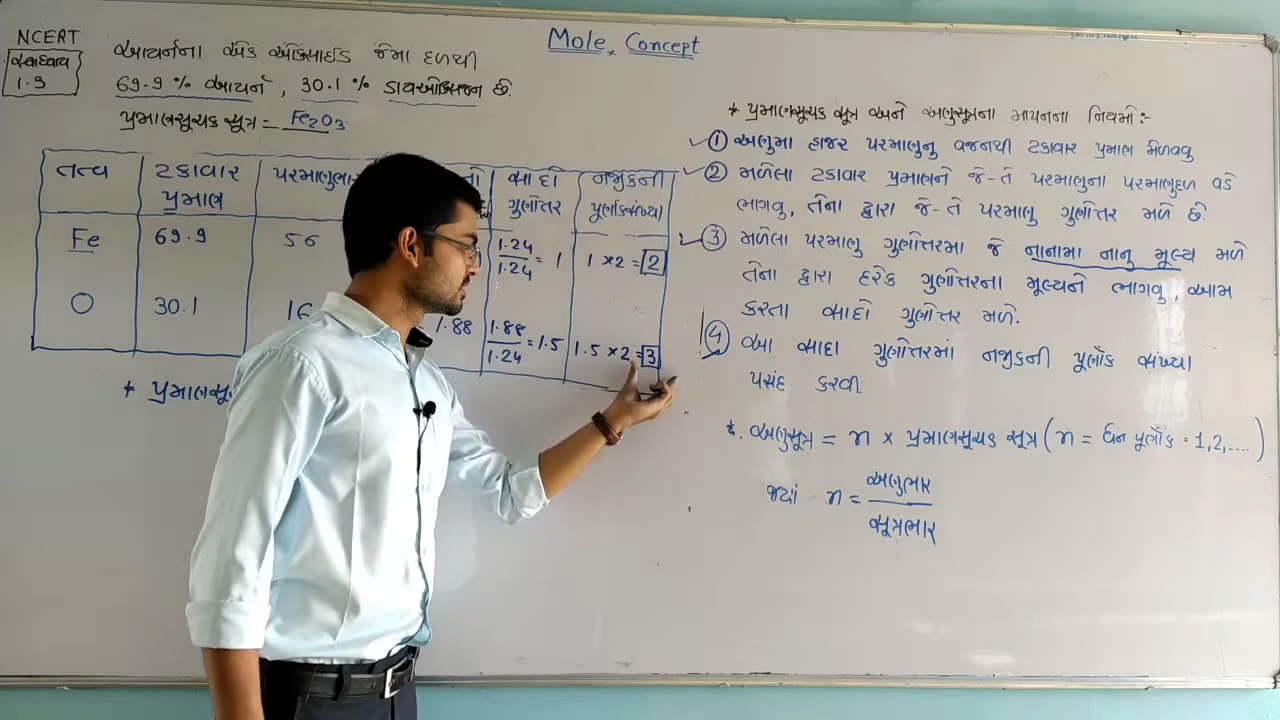 Mole Concept
NCERT
સ્વાધ્યાય
1.3
આયર્નના એક ઓક્સાઈડ જેમાં દળથી
69.9 % આયર્ન, 30.1 % ડાયઓક્સિજન છે.
પ્રમાણસૂચક સૂત્ર = Fe2O3
તત્વ ટકાવાર પ્રમાણ સાદો ગુણોત્તર નજીકની પૂર્ણાંકસંખ્યા
Fe 69.9 56 1.24/1.24 = 1 1 × 2 = 2
O 30.1 16 1.88 1.88/1.24 = 1.5 1.5 × 2 = 3
* પ્રમાણસૂ
* પ્રમાણસૂચક સૂત્ર અને અણુસૂત્રના માપનના નિયમો :-
① અણુમા હાજર પરમાણુનુ વજનથી ટકાવાર પ્રમાણ મેળવવુ
② મળેલા ટકાવાર પ્રમાણને જે-તે પરમાણુના પરમાણુદળ વડે
ભાગવુ, તેના દ્વારા જે-તે પરમાણુ ગુણોત્તર મળે છે.
③ મળેલા પરમાણુ ગુણોત્તરમા જે નાનામા નાનુ મૂલ્ય મળે
તેના દ્વારા દરેક ગુણોત્તરના મૂલ્યને ભાગવુ, આમ
કરતા સાદો ગુણોત્તર મળે.
④ આ સાદા ગુણોત્તરમાં નજીકની પૂર્ણાંક સંખ્યા
પસંદ કરવી.
* અણુસૂત્ર = n × પ્રમાણસૂચક સૂત્ર (n = ધન પૂર્ણાંક = 1,2,....)
જ્યાં n = અણુભાર/સૂત્રભાર